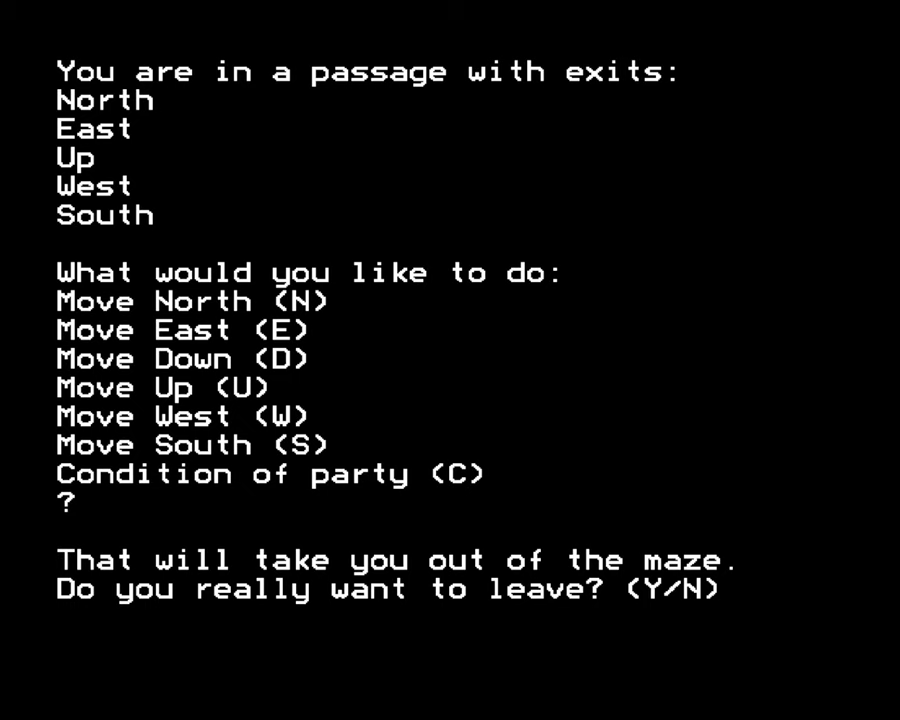 You are in a passage with exits:
North
East
Up
West
South
What would you like to do:
Move North (N)
Move East (E)
Move Down (D)
Move Up (U)
Move West (W)
Move South (S)
Condition of party (C)
?
That will take you out of the maze.
Do you really want to leave? (Y/N)